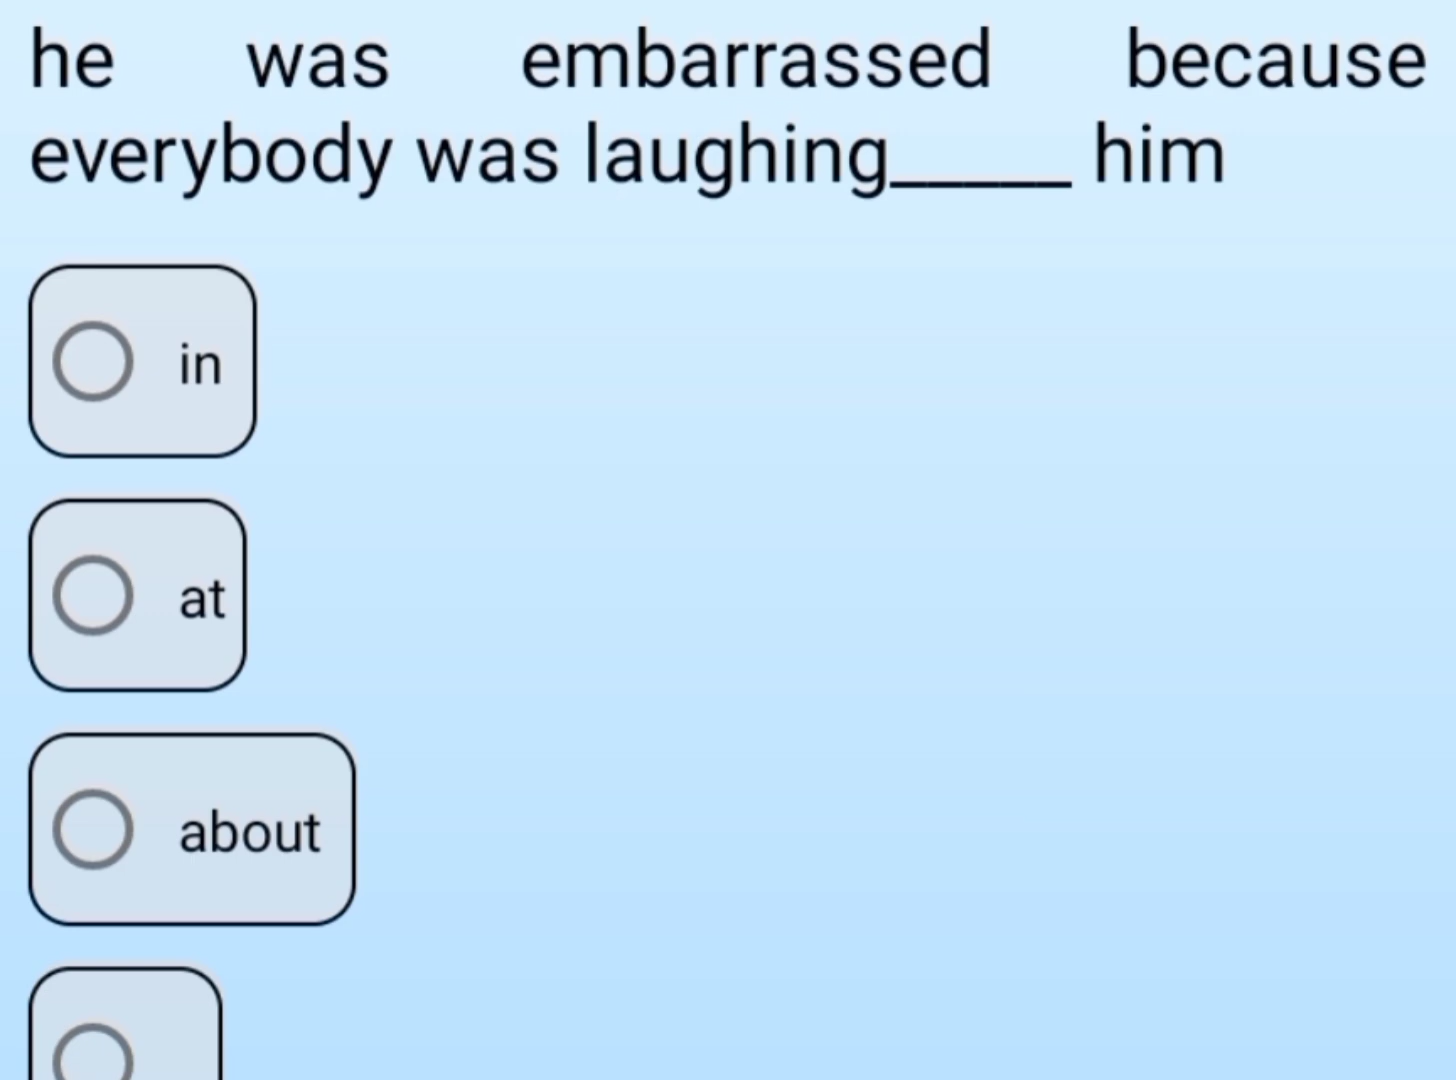 he was embarrassed because
everybody was laughing_____ him
in
at
about